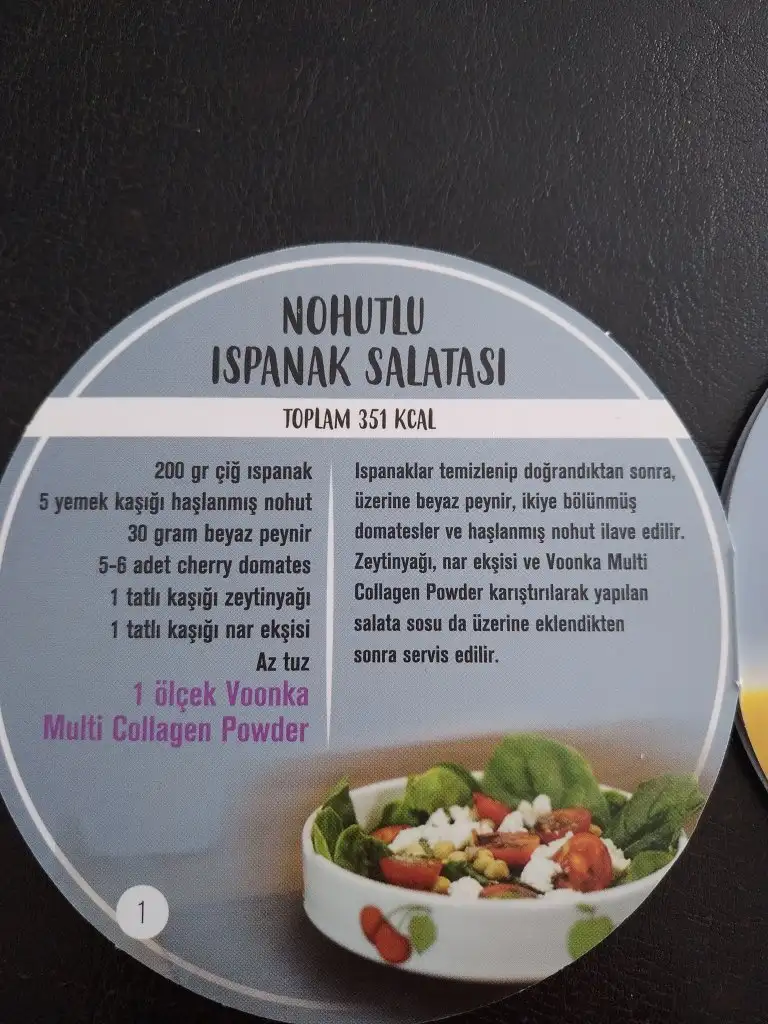 NOHUTLU
ISPANAK SALATASI
TOPLAM 351 KCAL
200 gr çiğ ıspanak
5 yemek kaşığı haşlanmış nohut
30 gram beyaz peynir
5-6 adet cherry domates
1 tatlı kaşığı zeytinyağı
1 tatlı kaşığı nar ekşisi
Az tuz
1 ölçek Voonka
Multi Collagen Powder
Ispanaklar temizlenip doğrandıktan sonra,
üzerine beyaz peynir, ikiye bölünmüş
domatesler ve haşlanmış nohut ilave edilir.
Zeytinyağı, nar ekşisi ve Voonka Multi
Collagen Powder karıştırılarak yapılan
salata sosu da üzerine eklendikten
sonra servis edilir.
1